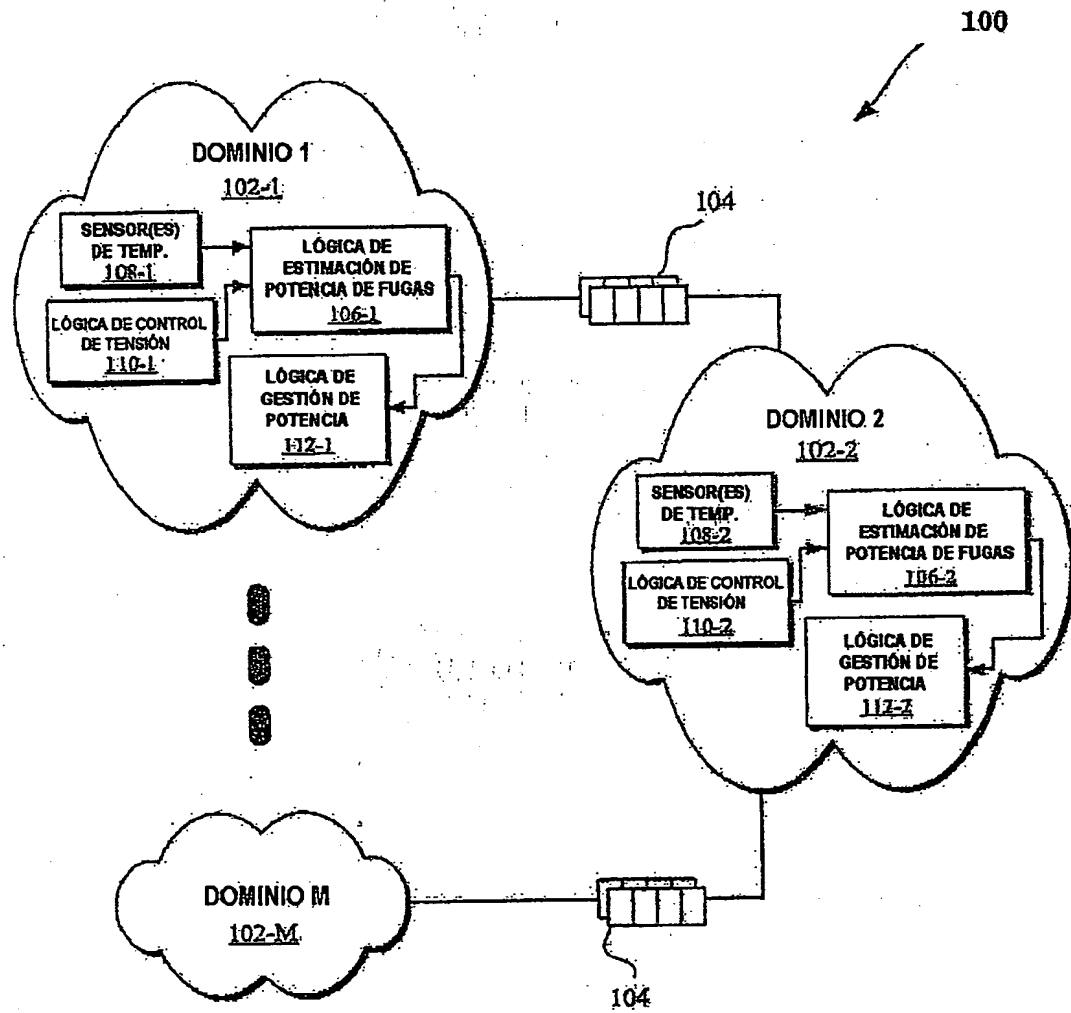 100
DOMINIO 1
102-1
SENSOR(ES)
DE TEMP.
108-1
LÓGICA DE CONTROL
DE TENSIÓN
110-1
LÓGICA DE
ESTIMACIÓN DE
POTENCIA DE FUGAS
106-1
LÓGICA DE
GESTIÓN DE
POTENCIA
112-1
104
DOMINIO 2
102-2
SENSOR(ES)
DE TEMP.
108-2
LÓGICA DE CONTROL
DE TENSIÓN
110-2
LÓGICA DE
ESTIMACIÓN DE
POTENCIA DE FUGAS
106-2
LÓGICA DE
GESTIÓN DE
POTENCIA
112-2
DOMINIO M
102-M
104